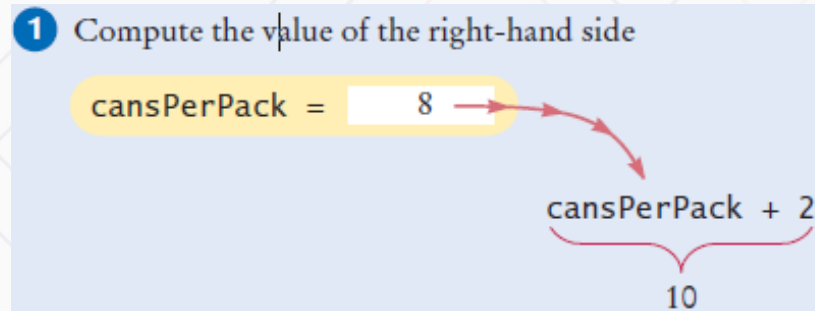 1 Compute the value of the right-hand side
cansPerPack = 8
cansPerPack + 2
10